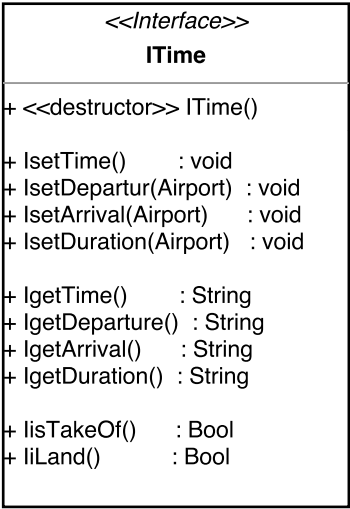 <<Interface>>
ITime
+ <<destructor>> ITime()
+ IsetTime() : void
+ IsetDepartur(Airport) : void
+ IsetArrival(Airport) : void
+ IsetDuration(Airport) : void
+ IgetTime() : String
+ IgetDeparture() : String
+ IgetArrival() : String
+ IgetDuration() : String
+ IisTakeOf() : Bool
+ IiLand() : Bool